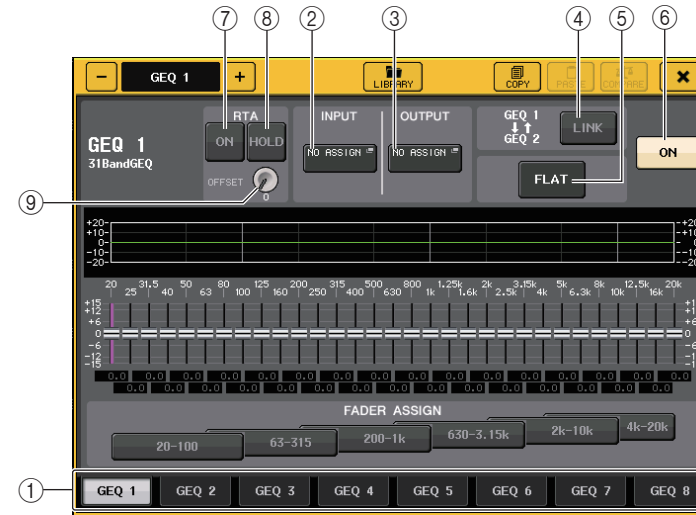 ⑦ ⑧ ② ③ ④ ⑤ ⑥
− GEQ 1 + LIBRARY COPY PASTE COMPARE ×
GEQ 1
31BandGEQ
RTA
ON HOLD
OFFSET
0
INPUT OUTPUT
NO ASSIGN NO ASSIGN
GEQ 1
GEQ 2
LINK
FLAT
ON
⑨
+20
+10
0
-10
-20
20 31.5 50 80 125 200 315 500 800 1.25k 2k 3.15k 5k 8k 12.5k 20k
25 40 63 100 160 250 400 630 1k 1.6k 2.5k 4k 6.3k 10k 16k
+15
+12
+6
0
-6
-12
-15
0.0 0.0 0.0 0.0 0.0 0.0 0.0 0.0 0.0 0.0 0.0 0.0 0.0 0.0 0.0 0.0
0.0 0.0 0.0 0.0 0.0 0.0 0.0 0.0 0.0 0.0 0.0 0.0 0.0 0.0 0.0
FADER ASSIGN
20-100 63-315 200-1k 630-3.15k 2k-10k 4k-20k
① GEQ 1 GEQ 2 GEQ 3 GEQ 4 GEQ 5 GEQ 6 GEQ 7 GEQ 8